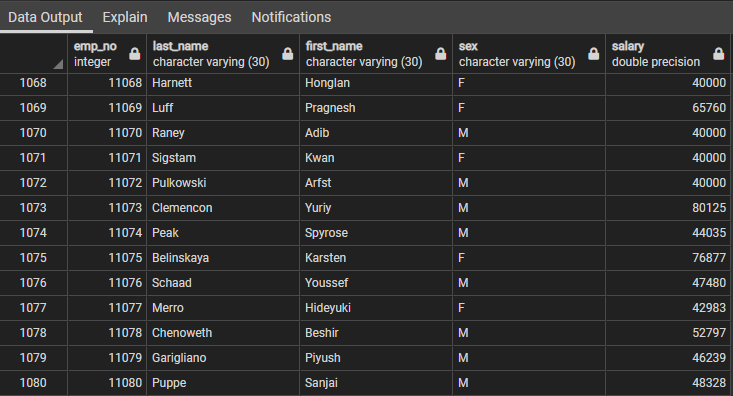 Data Output Explain Messages Notifications
emp_no last_name first_name sex salary
integer character varying (30) character varying (30) character varying (30) double precision
1068 11068 Harnett Honglan F 40000
1069 11069 Luff Pragnesh F 65760
1070 11070 Raney Adib M 40000
1071 11071 Sigstam Kwan F 40000
1072 11072 Pulkowski Arfst M 40000
1073 11073 Clemencon Yuriy M 80125
1074 11074 Peak Spyrose M 44035
1075 11075 Belinskaya Karsten F 76877
1076 11076 Schaad Youssef M 47480
1077 11077 Merro Hideyuki F 42983
1078 11078 Chenoweth Beshir M 52797
1079 11079 Garigliano Piyush M 46239
1080 11080 Puppe Sanjai M 48328